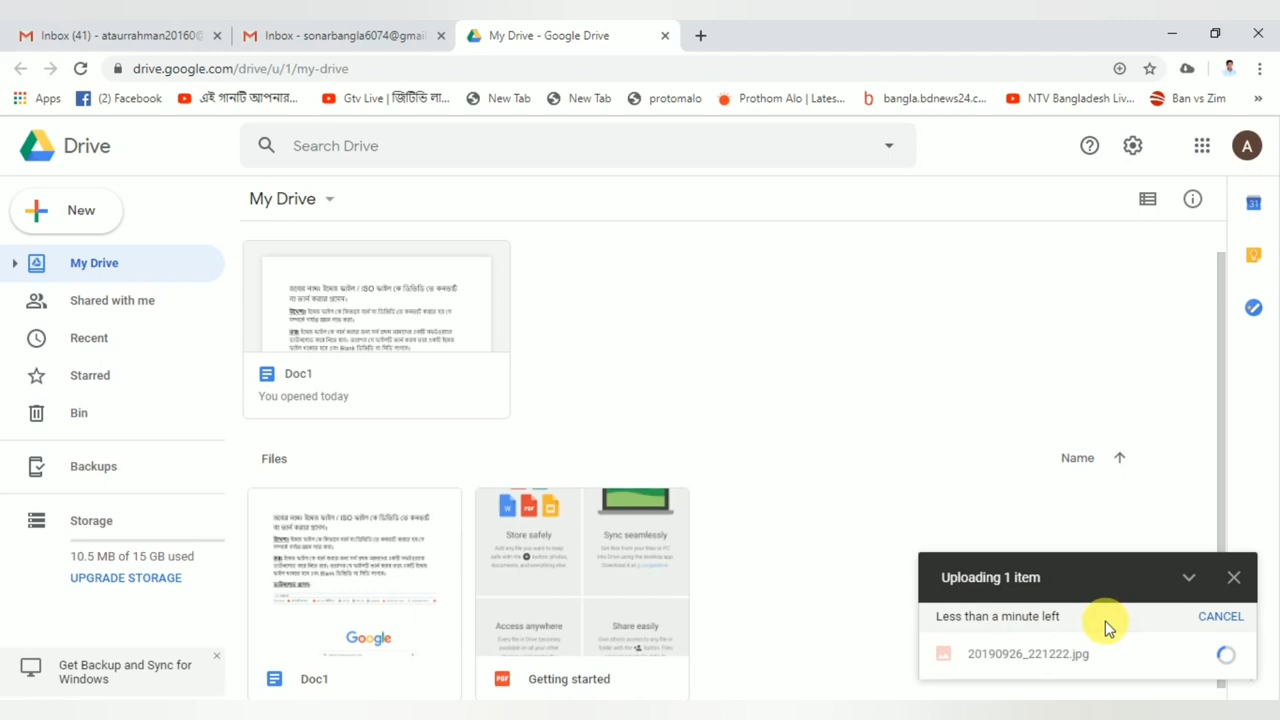 Inbox (41) - ataurrahman20160@
Inbox - sonarbangla6074@gmail
My Drive - Google Drive
drive.google.com/drive/u/1/my-drive
Apps
(2) Facebook
এই গানটি আপনার...
Gtv Live | জিটিভি লা...
New Tab
New Tab
protomalo
Prothom Alo | Lates...
bangla.bdnews24.c...
NTV Bangladesh Liv...
Ban vs Zim
Drive
Search Drive
A
New
My Drive
31
My Drive
Shared with me
Recent
Starred
Bin
Backups
Storage
10.5 MB of 15 GB used
UPGRADE STORAGE
Get Backup and Sync for
Windows
Doc1
You opened today
Files
Name
Google
Doc1
Store safely
Sync seamlessly
Access anywhere
Share easily
PDF
Getting started
Uploading 1 item
Less than a minute left
CANCEL
20190926_221222.jpg